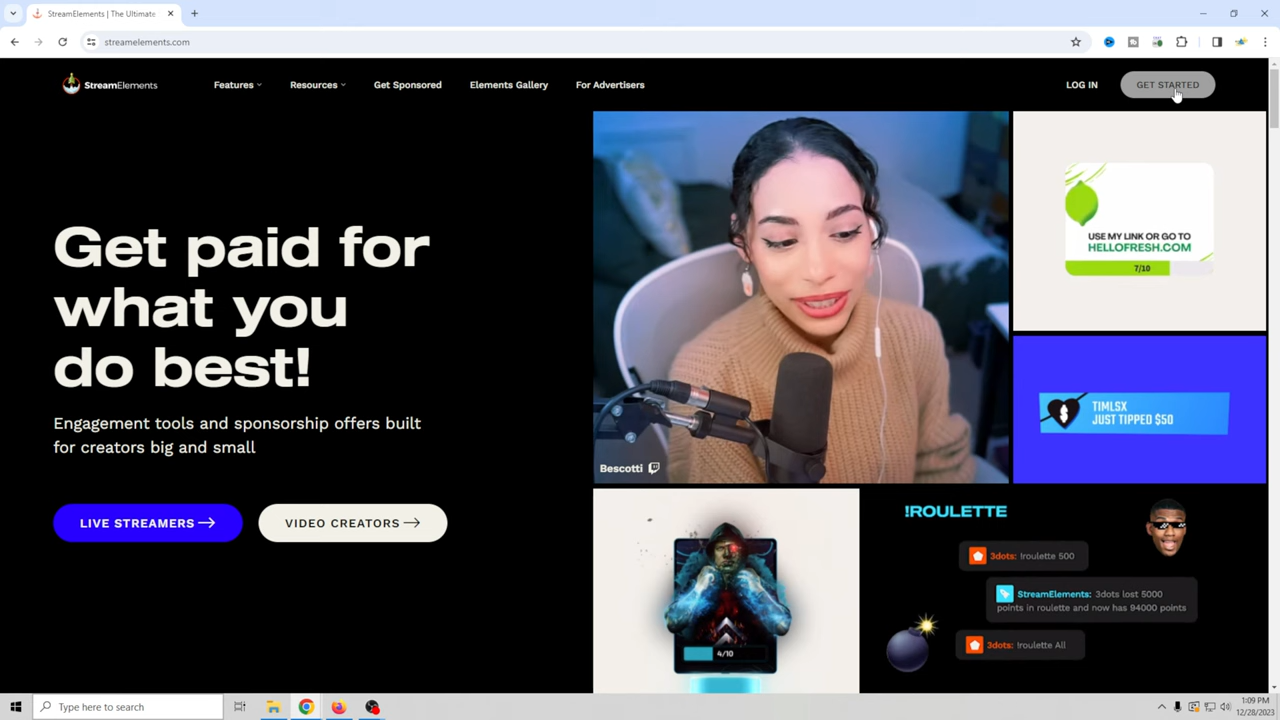 StreamElements | The Ultimate
streamelements.com
StreamElements
Features
Resources
Get Sponsored
Elements Gallery
For Advertisers
LOG IN
GET STARTED
Get paid for
what you
do best!
Engagement tools and sponsorship offers built
for creators big and small
LIVE STREAMERS
VIDEO CREATORS
Bescotti
USE MY LINK OR GO TO
HELLOFRESH.COM
7/10
TIMLSX
JUST TIPPED $50
4/10
!ROULETTE
3dots: !roulette 500
StreamElements: 3dots lost 5000
points in roulette and now has 94000 points
3dots: !roulette All
Type here to search
1:09 PM
12/28/2023